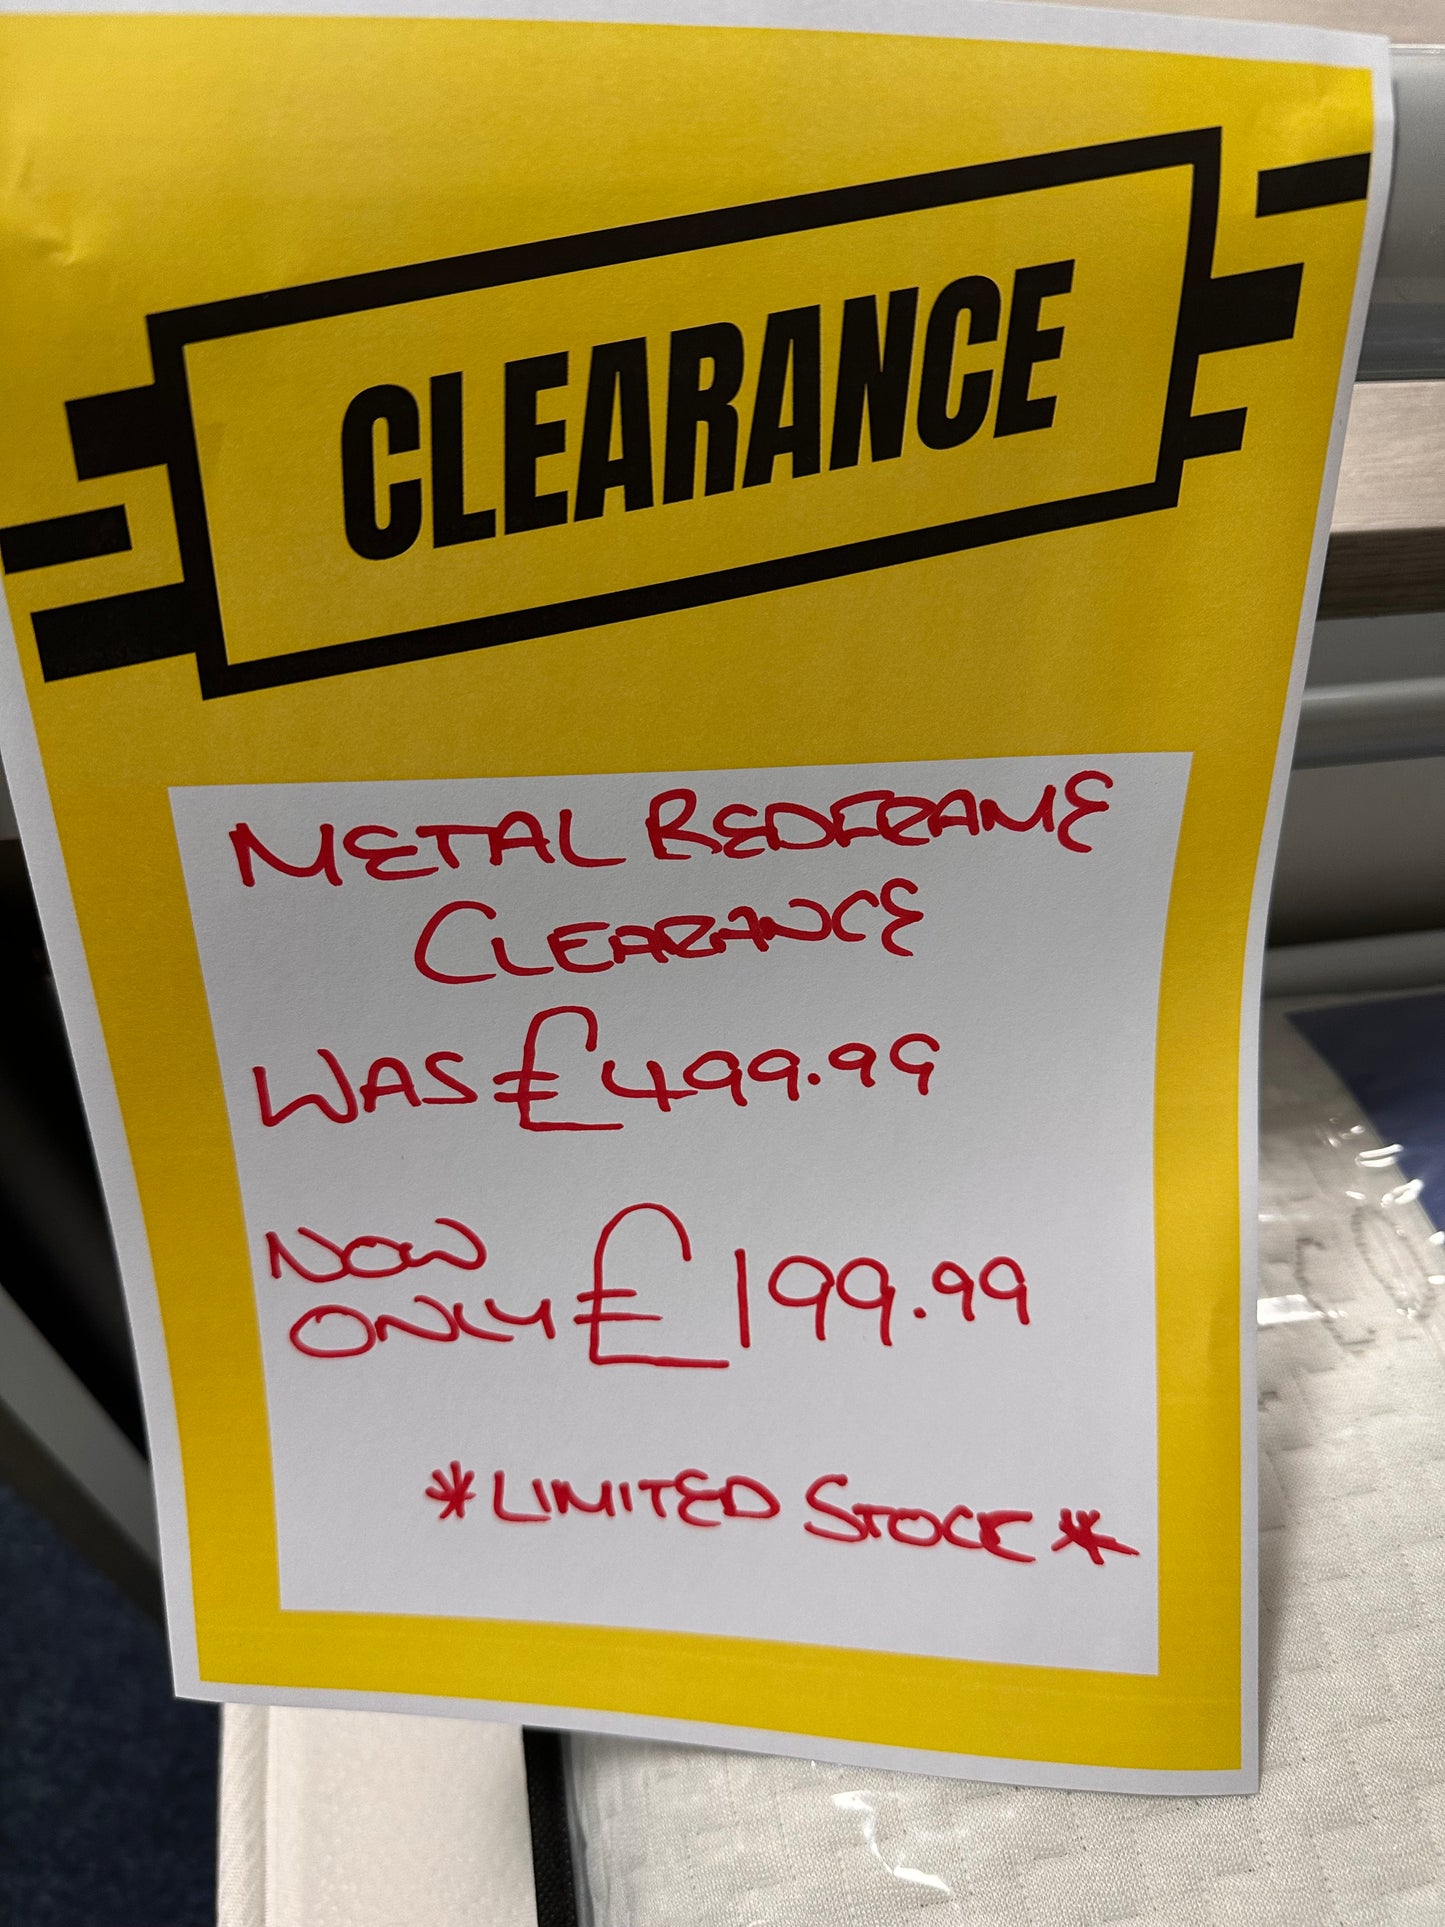 CLEARANCE
METAL BEDFRAME
CLEARANCE
WAS £499.99
NOW
ONLY £199.99
*LIMITED STOCK*